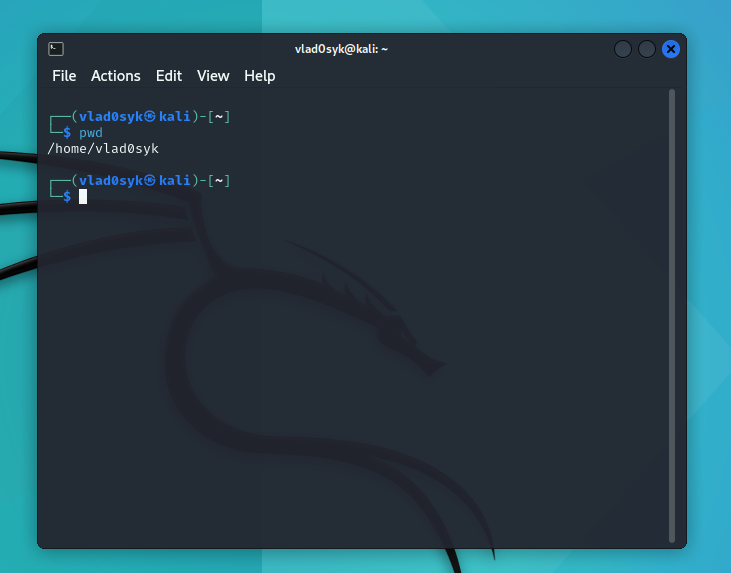 vlad0syk@kali: ~
File Actions Edit View Help
┌──(vlad0syk㉿kali)-[~]
└─$ pwd
/home/vlad0syk
┌──(vlad0syk㉿kali)-[~]
└─$